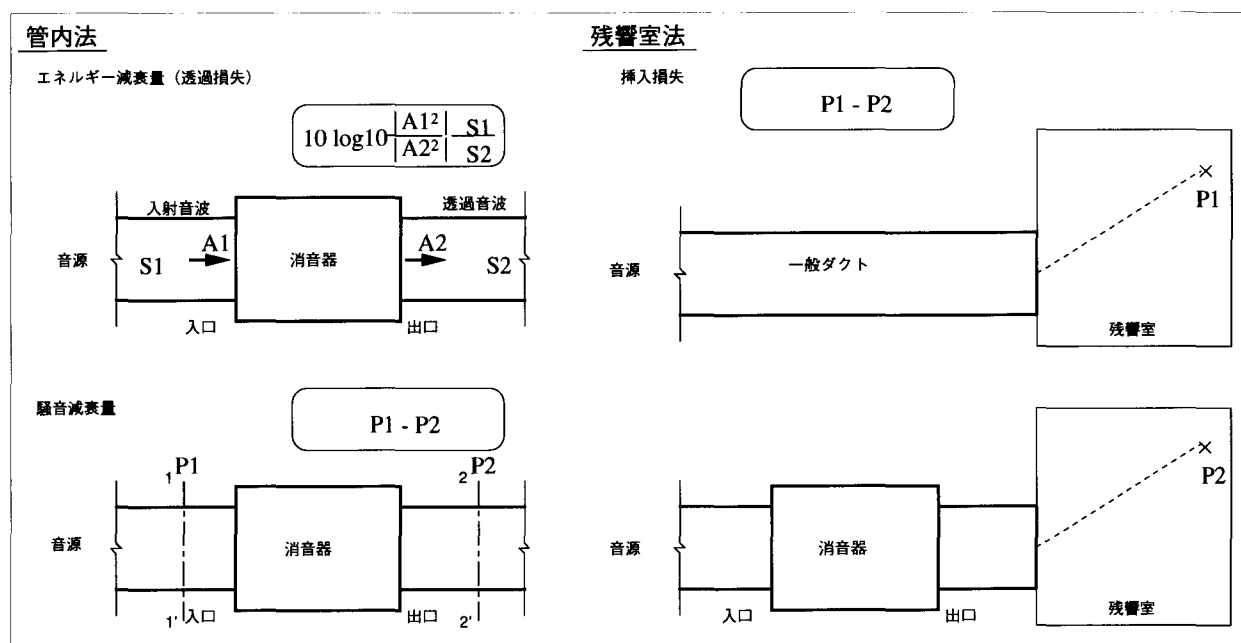 管内法
エネルギー減衰量（透過損失）
10 log10 |A1²| S1
|A2²| S2
入射音波
透過音波
音源
S1
A1
消音器
A2
S2
入口
出口
騒音減衰量
P1 - P2
1 P1
2 P2
音源
消音器
1' 入口
出口
2'
残響室法
挿入損失
P1 - P2
P1
音源
一般ダクト
残響室
P2
音源
消音器
入口
出口
残響室